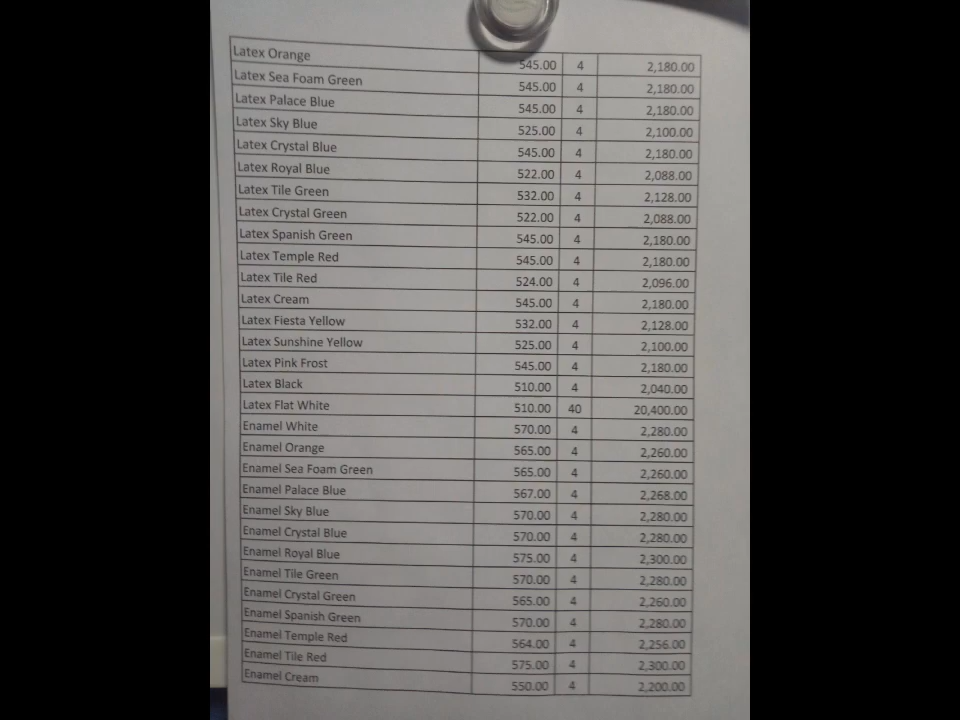 Latex Orange 545.00 4 2,180.00
Latex Sea Foam Green 545.00 4 2,180.00
Latex Palace Blue 545.00 4 2,180.00
Latex Sky Blue 525.00 4 2,100.00
Latex Crystal Blue 545.00 4 2,180.00
Latex Royal Blue 522.00 4 2,088.00
Latex Tile Green 532.00 4 2,128.00
Latex Crystal Green 522.00 4 2,088.00
Latex Spanish Green 545.00 4 2,180.00
Latex Temple Red 545.00 4 2,180.00
Latex Tile Red 524.00 4 2,096.00
Latex Cream 545.00 4 2,180.00
Latex Fiesta Yellow 532.00 4 2,128.00
Latex Sunshine Yellow 525.00 4 2,100.00
Latex Pink Frost 545.00 4 2,180.00
Latex Black 510.00 4 2,040.00
Latex Flat White 510.00 40 20,400.00
Enamel White 570.00 4 2,280.00
Enamel Orange 565.00 4 2,260.00
Enamel Sea Foam Green 565.00 4 2,260.00
Enamel Palace Blue 567.00 4 2,268.00
Enamel Sky Blue 570.00 4 2,280.00
Enamel Crystal Blue 570.00 4 2,280.00
Enamel Royal Blue 575.00 4 2,300.00
Enamel Tile Green 570.00 4 2,280.00
Enamel Crystal Green 565.00 4 2,260.00
Enamel Spanish Green 570.00 4 2,280.00
Enamel Temple Red 564.00 4 2,256.00
Enamel Tile Red 575.00 4 2,300.00
Enamel Cream 550.00 4 2,200.00